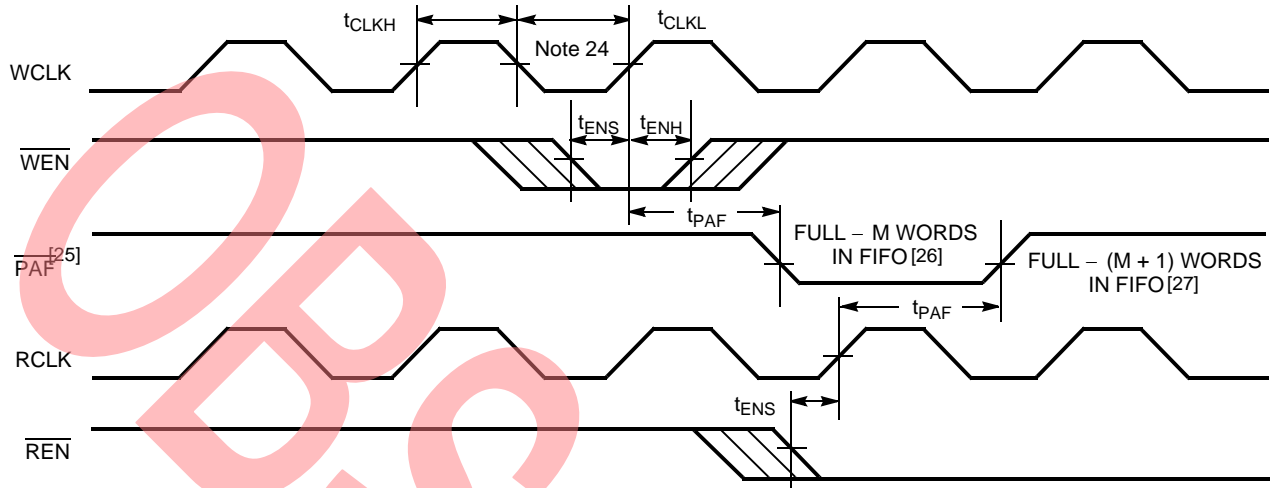 tCLKH
tCLKL
Note 24
WCLK
tENS
tENH
WEN
tPAF
FULL – M WORDS
IN FIFO [26]
PAF[25]
FULL – (M + 1) WORDS
IN FIFO [27]
tPAF
RCLK
tENS
REN